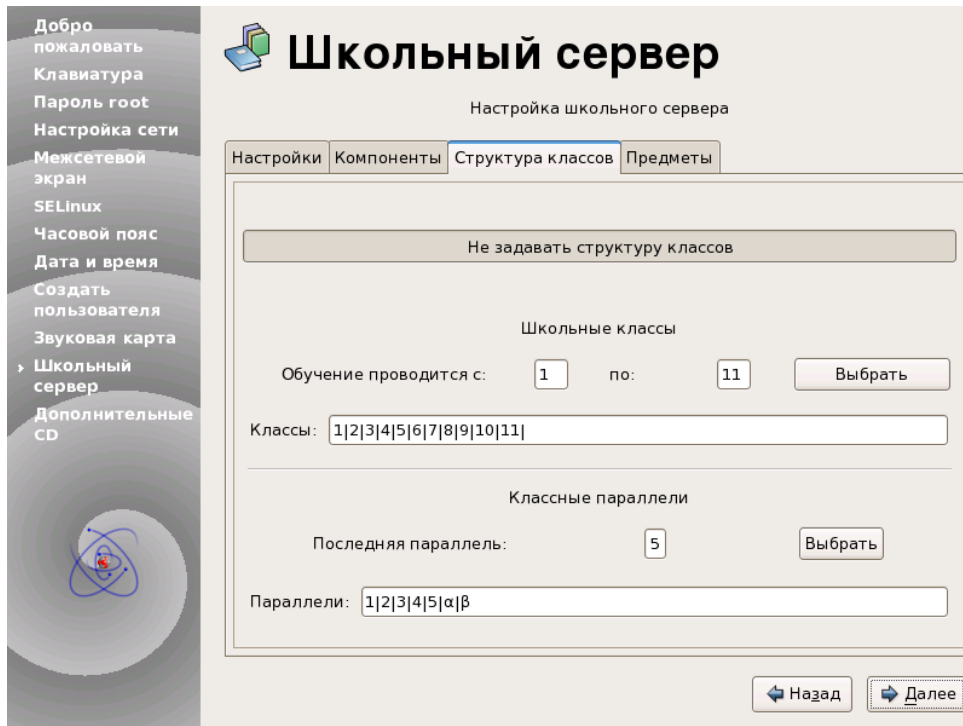 Добро
пожаловать
Клавиатура
Пароль root
Настройка сети
Межсетевой
экран
SELinux
Часовой пояс
Дата и время
Создать
пользователя
Звуковая карта
Школьный
сервер
Дополнительные
CD
Школьный сервер
Настройка школьного сервера
Настройки Компоненты Структура классов Предметы
Не задавать структуру классов
Школьные классы
Обучение проводится с: 1 по: 11 Выбрать
Классы: 1|2|3|4|5|6|7|8|9|10|11|
Классные параллели
Последняя параллель: 5 Выбрать
Параллели: 1|2|3|4|5|α|β
Назад Далее